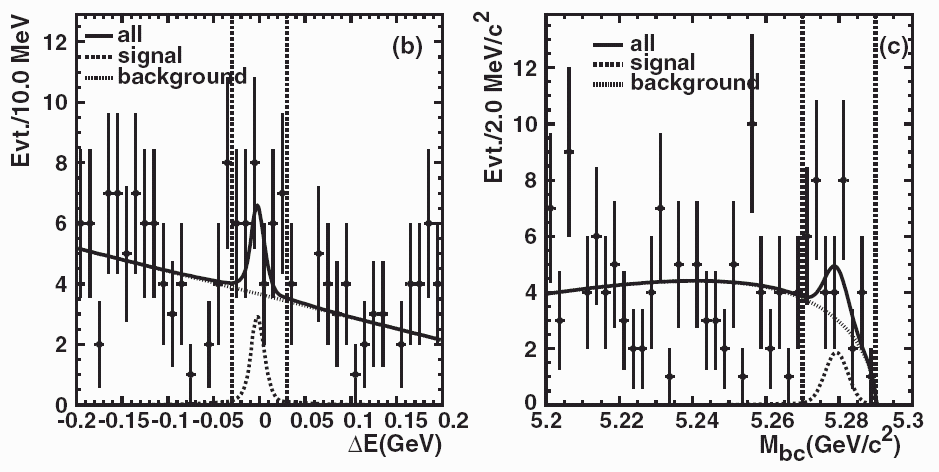 Evt./10.0 MeV
12
10
8
6
4
2
0
all
signal
background
(b)
-0.2 -0.15 -0.1 -0.05 0 0.05 0.1 0.15 0.2
ΔE(GeV)
Evt./2.0 MeV/c²
12
10
8
6
4
2
0
all
signal
background
(c)
5.2 5.22 5.24 5.26 5.28 5.3
M_bc(GeV/c²)